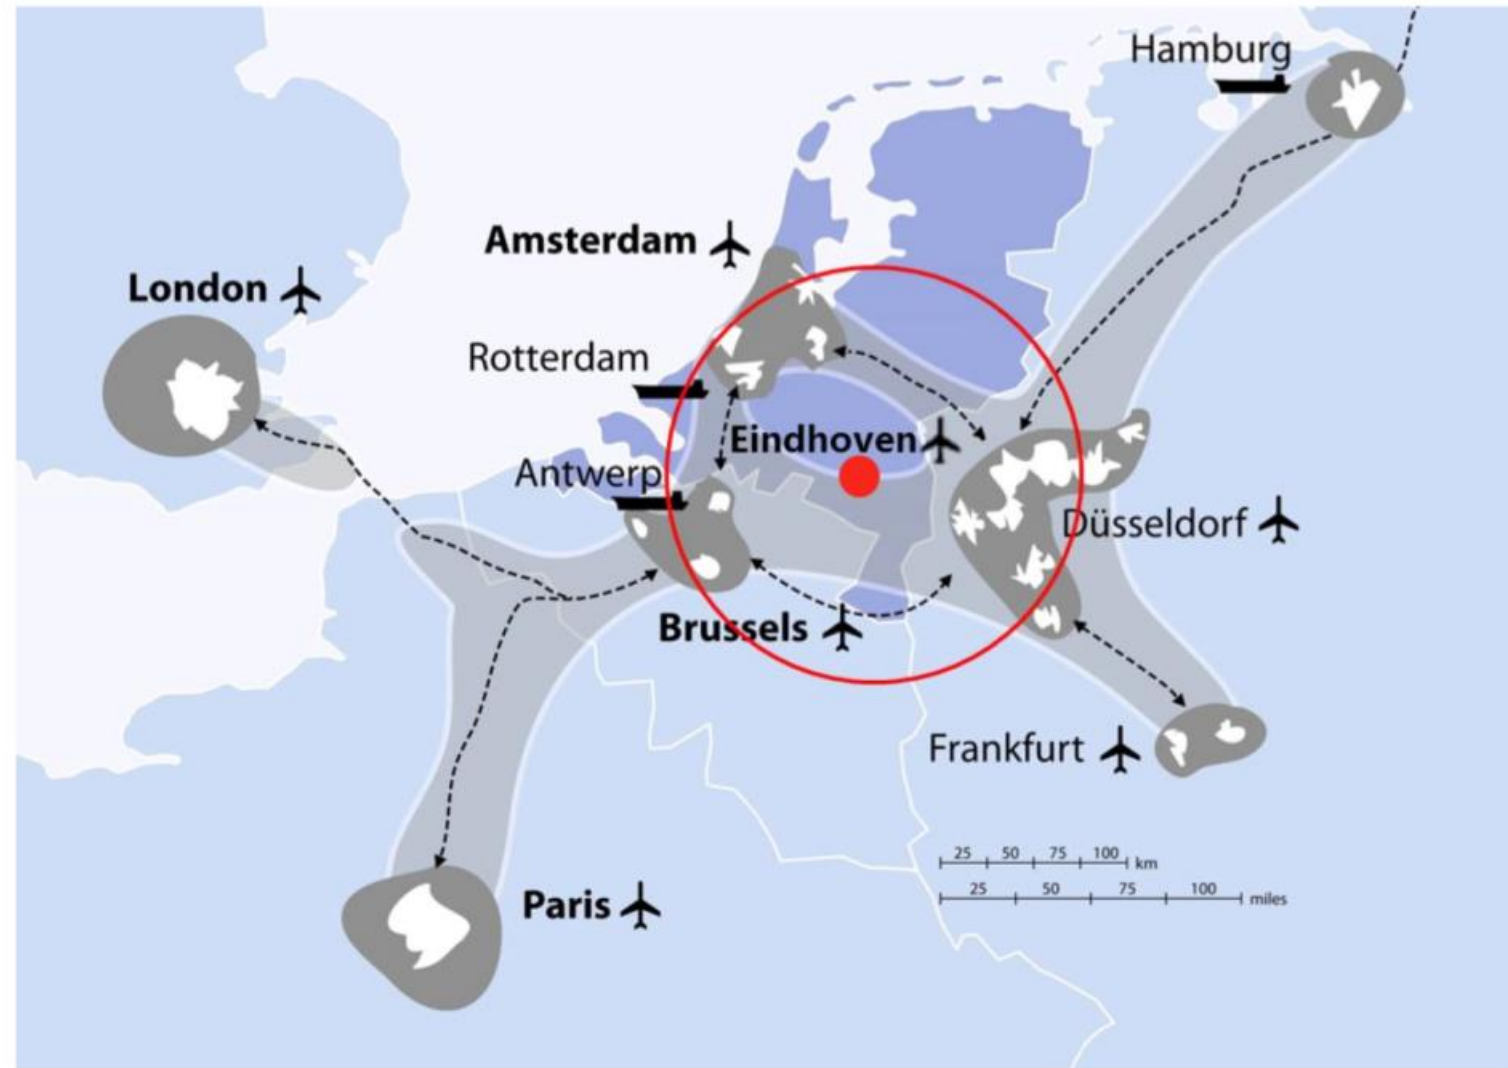 Hamburg
Amsterdam
London
Rotterdam
Eindhoven
Antwerp
Düsseldorf
Brussels
Frankfurt
25 50 75 100 km
25 50 75 100 miles
Paris